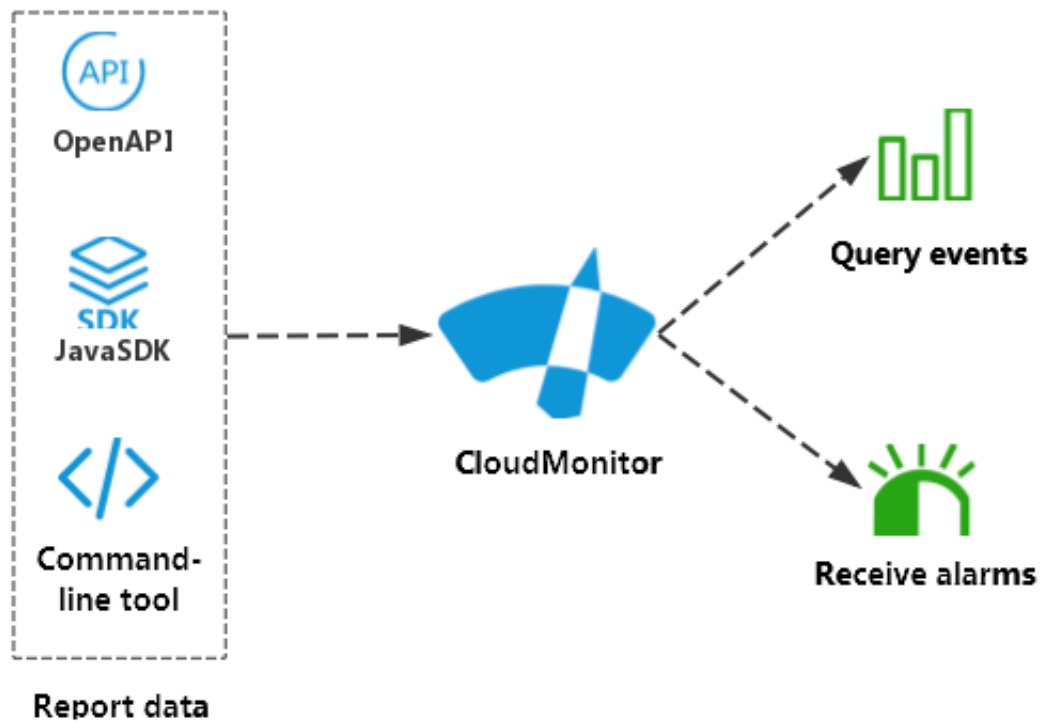 API
OpenAPI
SDK
JavaSDK
Command-
line tool
Report data
CloudMonitor
Query events
Receive alarms